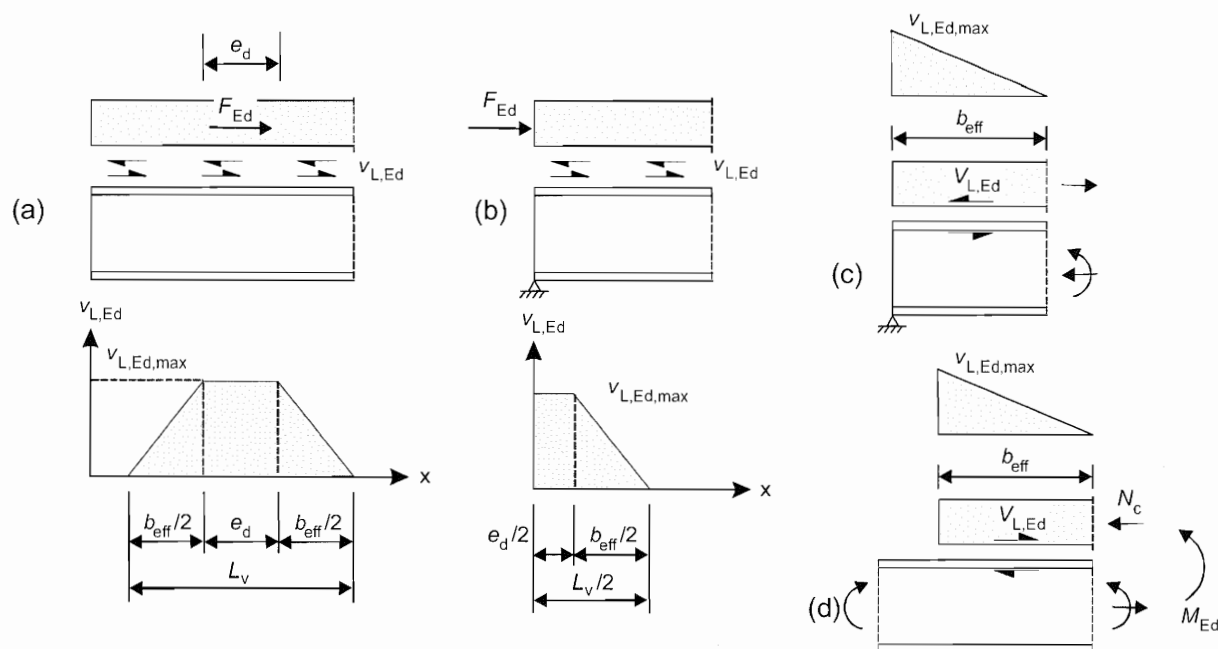 e_d
F_Ed
v_L,Ed
(a)
v_L,Ed
v_L,Ed,max
x
b_eff/2
e_d
b_eff/2
L_v
F_Ed
v_L,Ed
(b)
v_L,Ed
v_L,Ed,max
x
e_d/2
b_eff/2
L_v/2
v_L,Ed,max
b_eff
V_L,Ed
(c)
v_L,Ed,max
b_eff
N_c
V_L,Ed
(d)
M_Ed